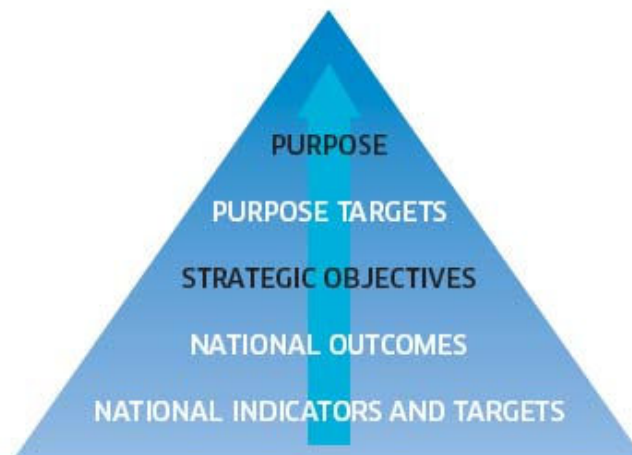 PURPOSE
PURPOSE TARGETS
STRATEGIC OBJECTIVES
NATIONAL OUTCOMES
NATIONAL INDICATORS AND TARGETS